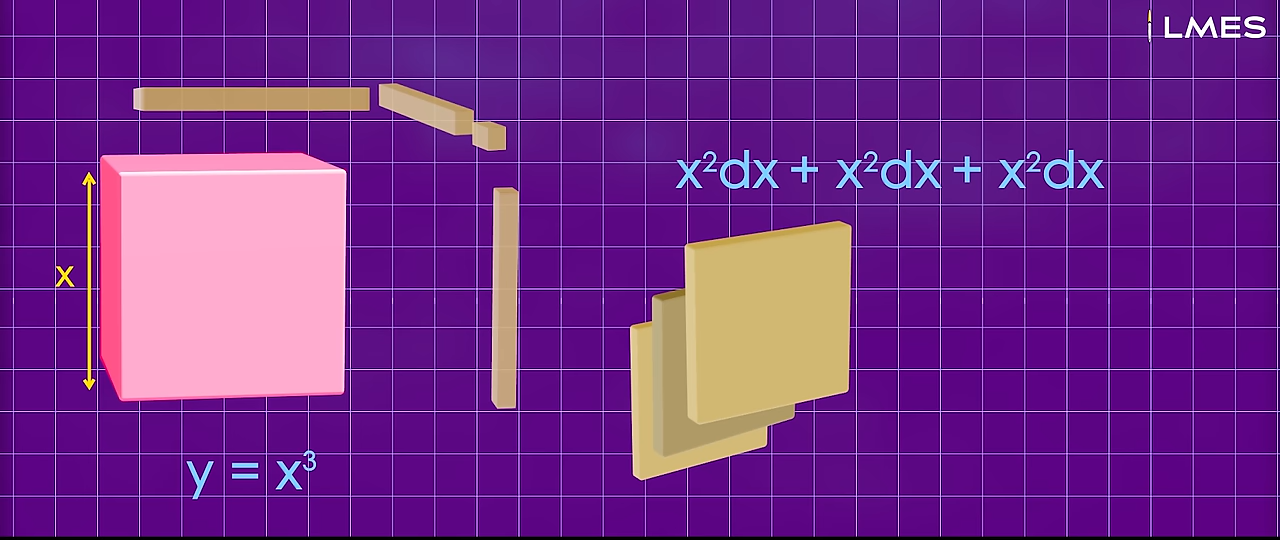 LMES
x²dx + x²dx + x²dx
x
y = x³